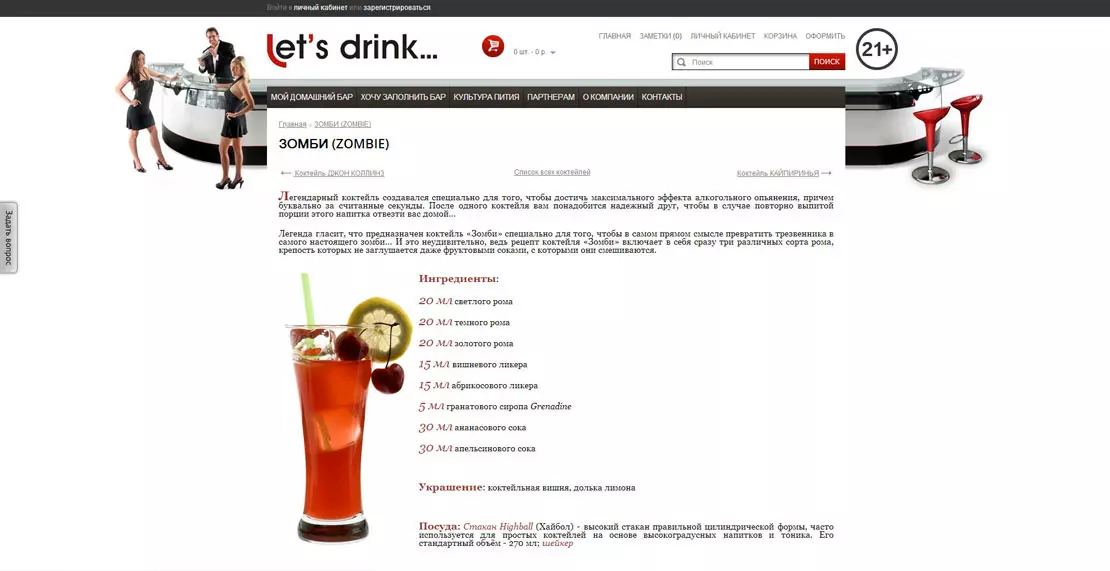 Войти в личный кабинет или зарегистрироваться
Let's drink...
0 шт. - 0 р.
ГЛАВНАЯ ЗАМЕТКИ (0) ЛИЧНЫЙ КАБИНЕТ КОРЗИНА ОФОРМИТЬ
Поиск ПОИСК
21+
МОЙ ДОМАШНИЙ БАР ХОЧУ ЗАПОЛНИТЬ БАР КУЛЬТУРА ПИТИЯ ПАРТНЕРАМ О КОМПАНИИ КОНТАКТЫ
Главная » ЗОМБИ (ZOMBIE)
ЗОМБИ (ZOMBIE)
⟵ Коктейль ДЖОН КОЛЛИНЗ Список всех коктейлей Коктейль КАЙПИРИНЬЯ ⟶
Задать вопрос
Легендарный коктейль создавался специально для того, чтобы достичь максимального эффекта алкогольного опьянения, причем
буквально за считанные секунды. После одного коктейля вам понадобится надежный друг, чтобы в случае повторно выпитой
порции этого напитка отвезти вас домой...
Легенда гласит, что предназначен коктейль «Зомби» специально для того, чтобы в самом прямом смысле превратить трезвенника в
самого настоящего зомби... И это неудивительно, ведь рецепт коктейля «Зомби» включает в себя сразу три различных сорта рома,
крепость которых не заглушается даже фруктовыми соками, с которыми они смешиваются.
Ингредиенты:
20 мл светлого рома
20 мл темного рома
20 мл золотого рома
15 мл вишневого ликера
15 мл абрикосового ликера
5 мл гранатового сиропа Grenadine
30 мл ананасового сока
30 мл апельсинового сока
Украшение: коктейльная вишня, долька лимона
Посуда: Стакан Highball (Хайбол) - высокий стакан правильной цилиндрической формы, часто
используется для простых коктейлей на основе высокоградусных напитков и тоника. Его
стандартный объём - 270 мл; шейкер